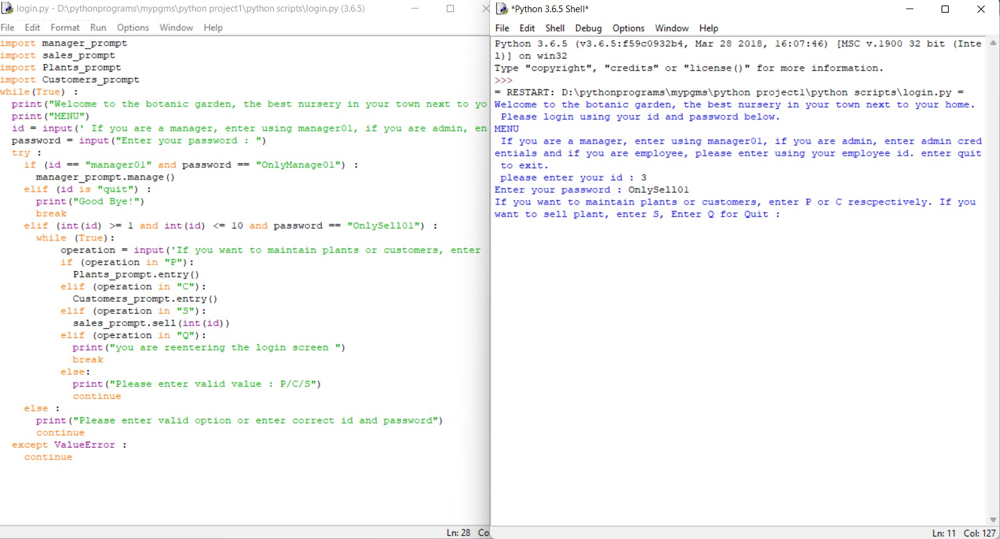 login.py - D:\pythonprograms\mypgms\python project1\python scripts\login.py (3.6.5)
File Edit Format Run Options Window Help
import manager_prompt
import sales_prompt
import Plants_prompt
import Customers_prompt
while(True) :
  print("Welcome to the botanic garden, the best nursery in your town next to yo
  print("MENU")
  id = input(' If you are a manager, enter using manager01, if you are admin, en
  password = input("Enter your password : ")
  try :
    if (id == "manager01" and password == "OnlyManage01") :
      manager_prompt.manage()
    elif (id is "quit") :
      print("Good Bye!")
      break
    elif (int(id) >= 1 and int(id) <= 10 and password == "OnlySell01") :
      while (True):
          operation = input('If you want to maintain plants or customers, enter
          if (operation in "P"):
            Plants_prompt.entry()
          elif (operation in "C"):
            Customers_prompt.entry()
          elif (operation in "S"):
            sales_prompt.sell(int(id))
          elif (operation in "Q"):
            print("you are reentering the login screen ")
            break
          else:
            print("Please enter valid value : P/C/S")
            continue
    else :
      print("Please enter valid option or enter correct id and password")
      continue
  except ValueError :
    continue
Ln: 28 Co
*Python 3.6.5 Shell*
File Edit Shell Debug Options Window Help
Python 3.6.5 (v3.6.5:f59c0932b4, Mar 28 2018, 16:07:46) [MSC v.1900 32 bit (Inte
l)] on win32
Type "copyright", "credits" or "license()" for more information.
>>>
= RESTART: D:\pythonprograms\mypgms\python project1\python scripts\login.py =
Welcome to the botanic garden, the best nursery in your town next to your home.
 Please login using your id and password below.
MENU
 If you are a manager, enter using manager01, if you are admin, enter admin cred
entials and if you are employee, please enter using your employee id. enter quit
 to exit.
 please enter your id : 3
Enter your password : OnlySell01
If you want to maintain plants or customers, enter P or C rescpectively. If you
want to sell plant, enter S, Enter Q for Quit :
Ln: 11 Col: 127